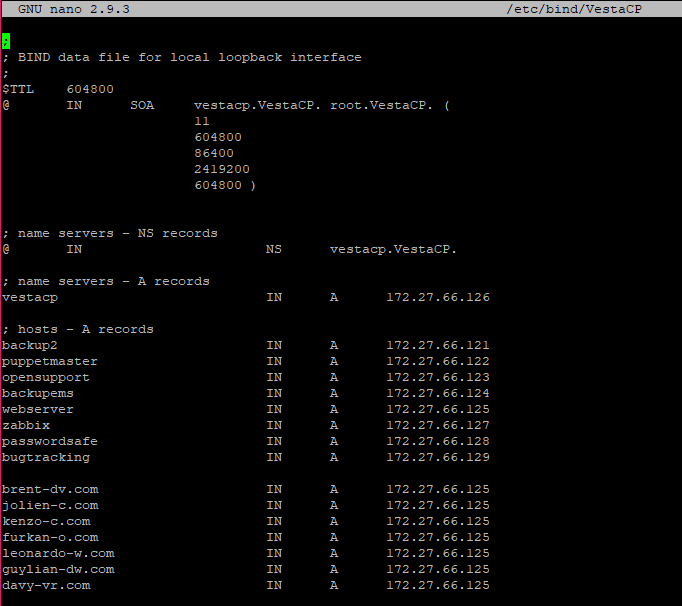 GNU nano 2.9.3 /etc/bind/VestaCP
;
; BIND data file for local loopback interface
;
$TTL 604800
@ IN SOA vestacp.VestaCP. root.VestaCP. (
11
604800
86400
2419200
604800 )
; name servers - NS records
@ IN NS vestacp.VestaCP.
; name servers - A records
vestacp IN A 172.27.66.126
; hosts - A records
backup2 IN A 172.27.66.121
puppetmaster IN A 172.27.66.122
opensupport IN A 172.27.66.123
backupems IN A 172.27.66.124
webserver IN A 172.27.66.125
zabbix IN A 172.27.66.127
passwordsafe IN A 172.27.66.128
bugtracking IN A 172.27.66.129
brent-dv.com IN A 172.27.66.125
jolien-c.com IN A 172.27.66.125
kenzo-c.com IN A 172.27.66.125
furkan-o.com IN A 172.27.66.125
leonardo-w.com IN A 172.27.66.125
guylian-dw.com IN A 172.27.66.125
davy-vr.com IN A 172.27.66.125